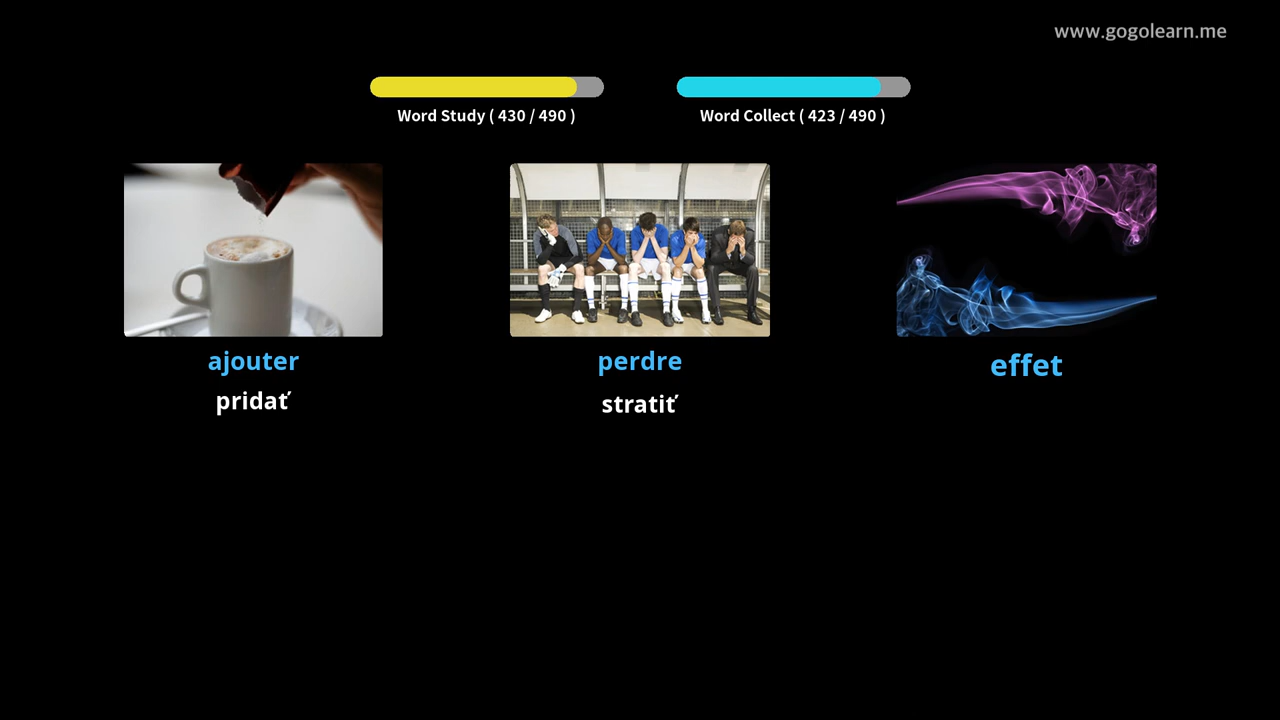 www.gogolearn.me
Word Study ( 430 / 490 )
Word Collect ( 423 / 490 )
ajouter
perdre
effet
pridať
stratiť